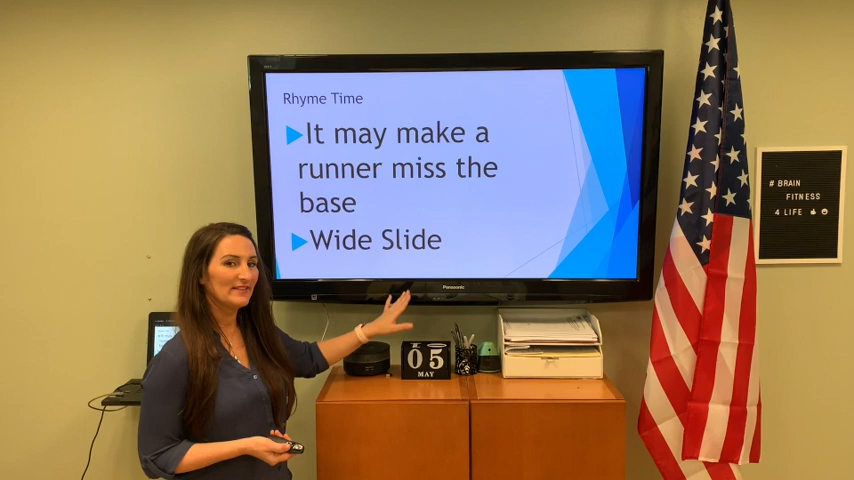 Rhyme Time
It may make a
runner miss the
base
Wide Slide
Panasonic
# BRAIN
FITNESS
4 LIFE
05
MAY